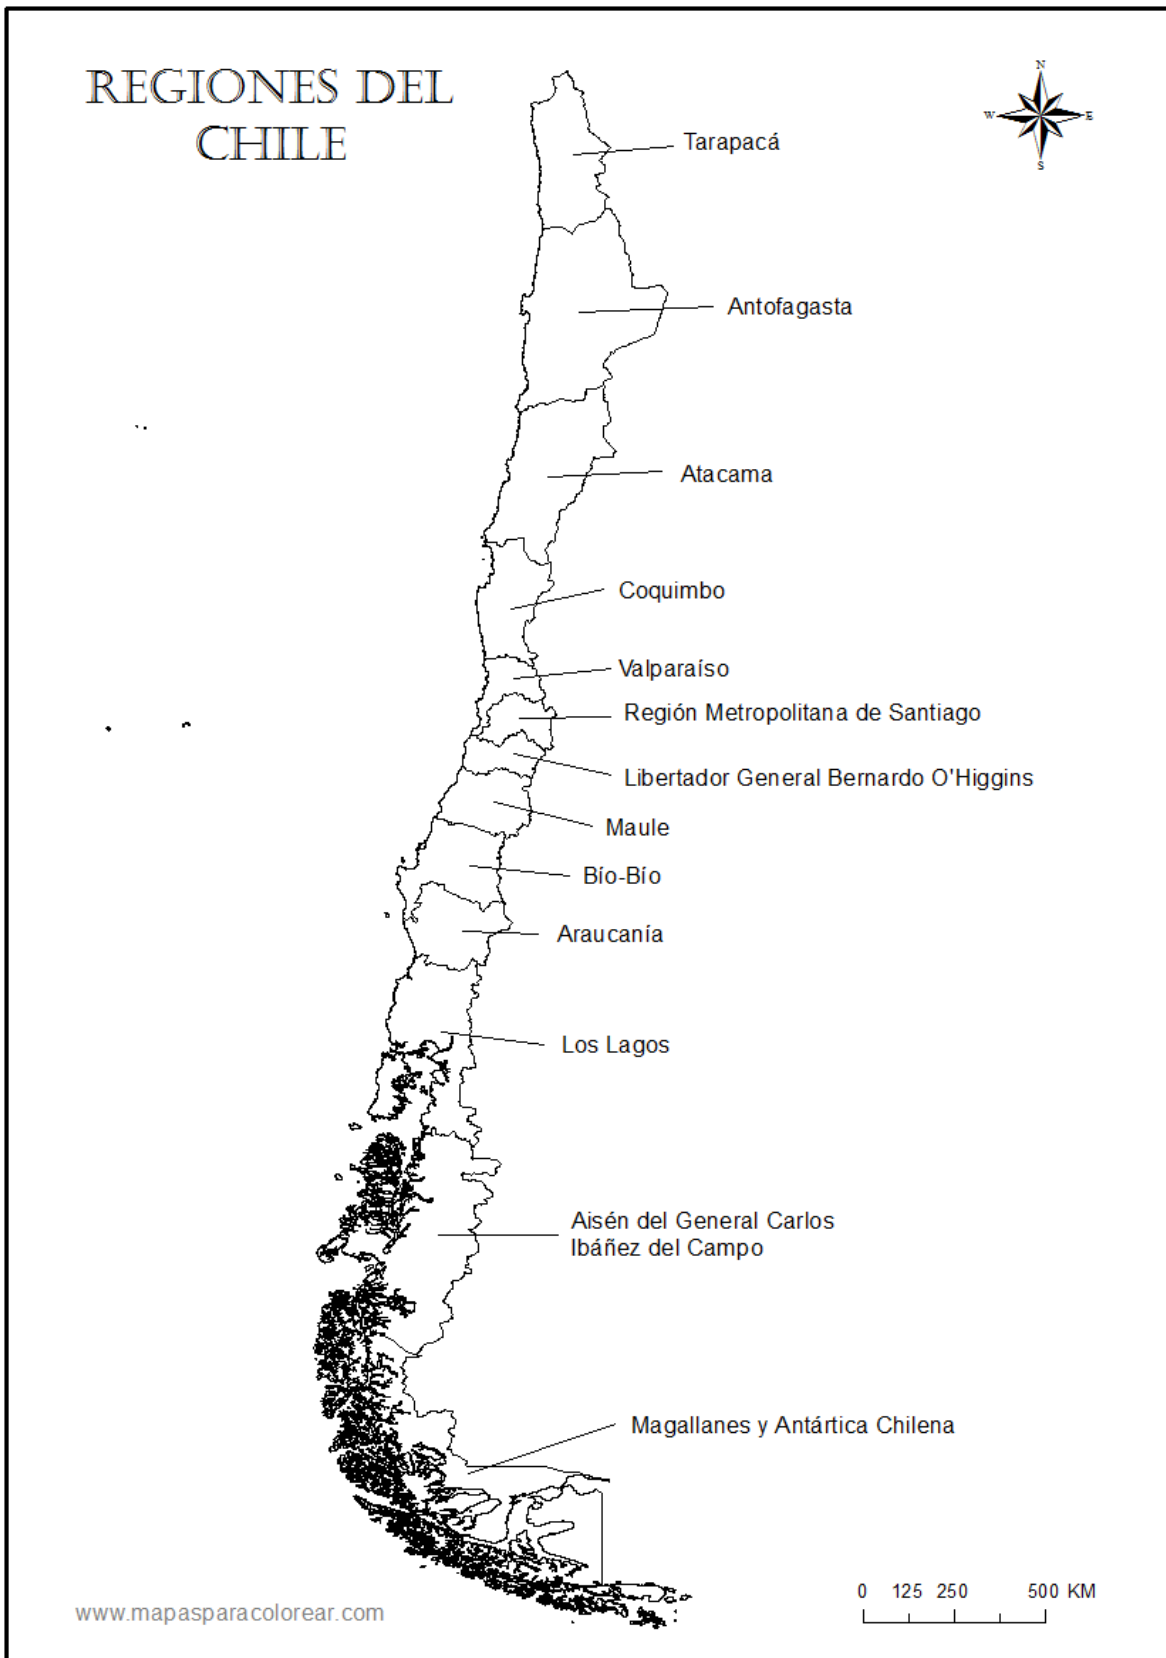 REGIONES DEL
CHILE
N
W
E
S
Tarapacá
Antofagasta
Atacama
Coquimbo
Valparaíso
Región Metropolitana de Santiago
Libertador General Bernardo O'Higgins
Maule
Bío-Bío
Araucanía
Los Lagos
Aisén del General Carlos
Ibáñez del Campo
Magallanes y Antártica Chilena
0 125 250 500 KM
www.mapasparacolorear.com